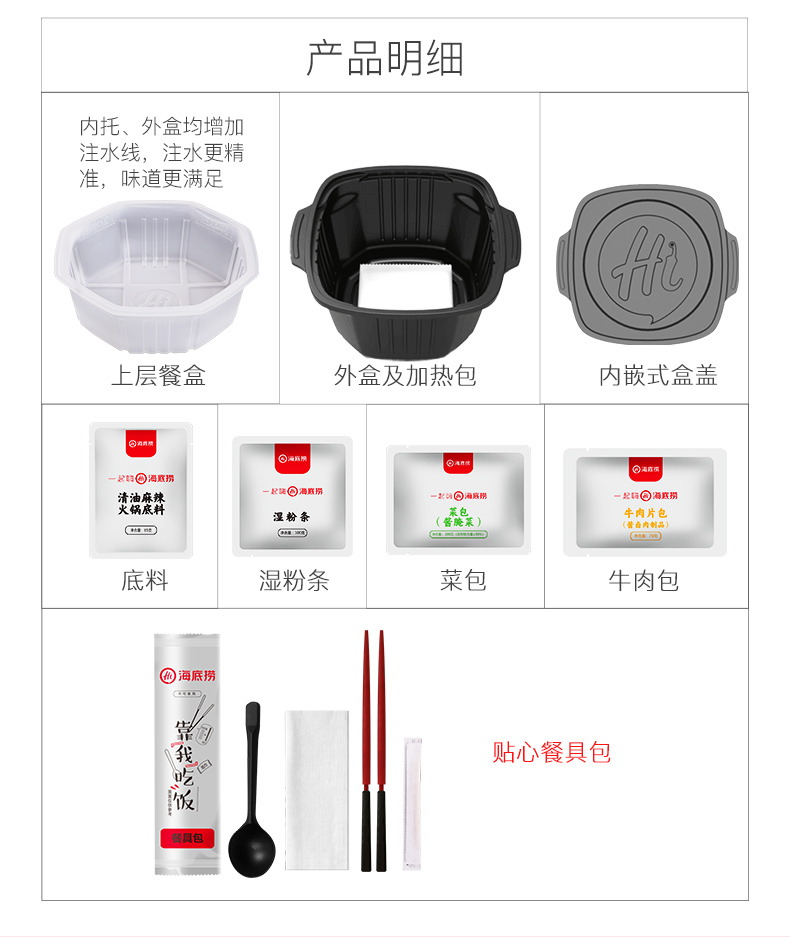 产品明细
内托、外盒均增加
注水线，注水更精
准，味道更满足
Hi
上层餐盒
外盒及加热包
内嵌式盒盖
海底捞
一起嗨 Hi 海底捞
清油麻辣
火锅底料
海底捞
一起嗨 Hi 海底捞
湿粉条
海底捞
一起嗨 Hi 海底捞
菜包
（酱腌菜）
海底捞
一起嗨 Hi 海底捞
牛肉片包
（酱卤肉制品）
底料
湿粉条
菜包
牛肉包
Hi 海底捞
靠
我
吃
饭
餐具包
贴心餐具包